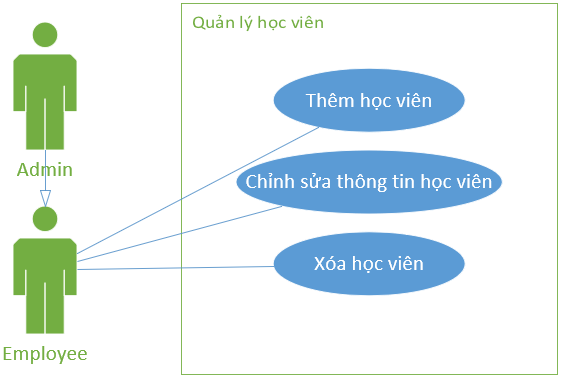 Quản lý học viên
Thêm học viên
Admin
Chỉnh sửa thông tin học viên
Xóa học viên
Employee